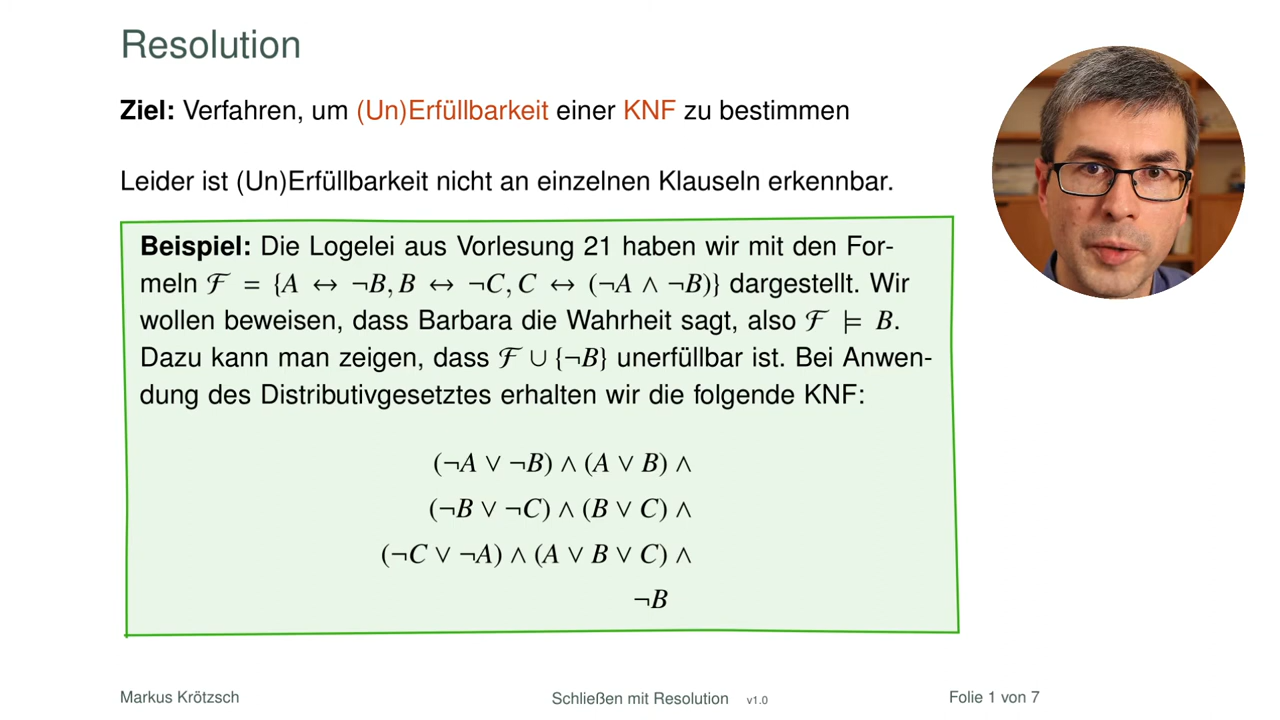 Resolution
Ziel: Verfahren, um (Un)Erfüllbarkeit einer KNF zu bestimmen
Leider ist (Un)Erfüllbarkeit nicht an einzelnen Klauseln erkennbar.
Beispiel: Die Logelei aus Vorlesung 21 haben wir mit den For-
meln ℱ = {A ↔ ¬B, B ↔ ¬C, C ↔ (¬A ∧ ¬B)} dargestellt. Wir
wollen beweisen, dass Barbara die Wahrheit sagt, also ℱ ⊨ B.
Dazu kann man zeigen, dass ℱ ∪ {¬B} unerfüllbar ist. Bei Anwen-
dung des Distributivgesetztes erhalten wir die folgende KNF:
(¬A ∨ ¬B) ∧ (A ∨ B) ∧
(¬B ∨ ¬C) ∧ (B ∨ C) ∧
(¬C ∨ ¬A) ∧ (A ∨ B ∨ C) ∧
¬B
Markus Krötzsch
Schließen mit Resolution v1.0
Folie 1 von 7